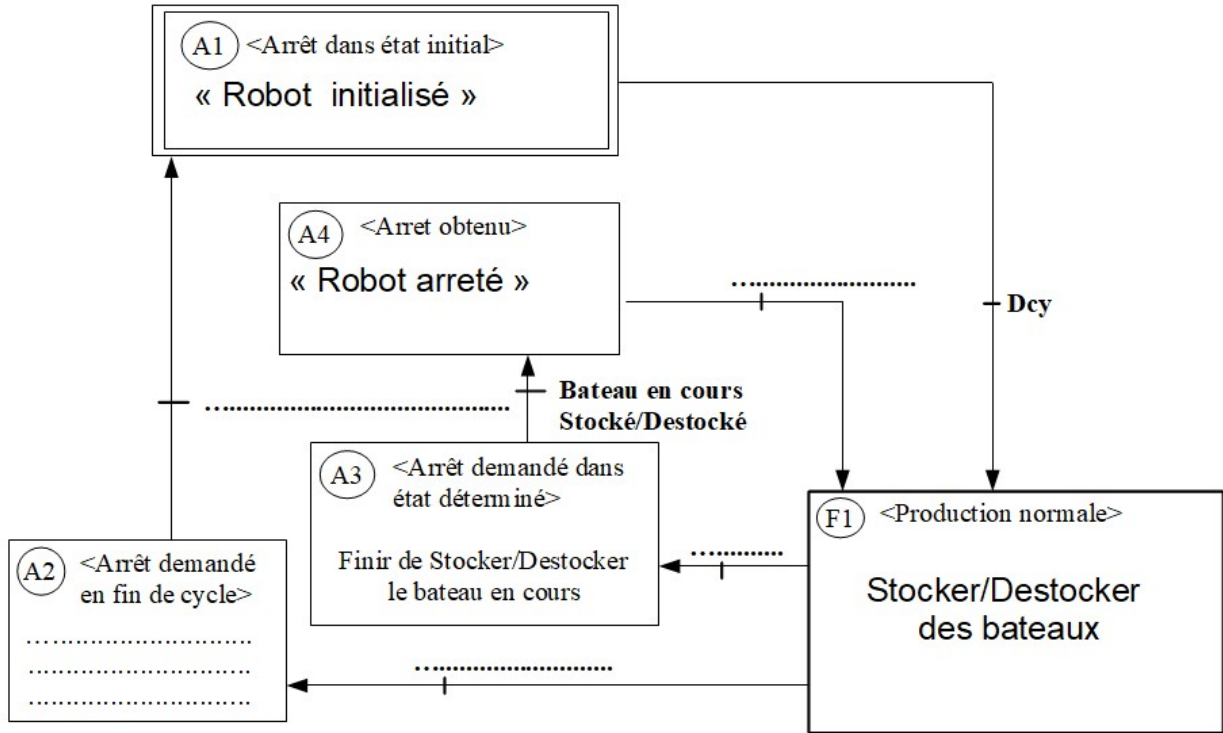 A1 <Arrêt dans état initial>
« Robot initialisé »
A4 <Arret obtenu>
« Robot arreté »
...........................
Dcy
Bateau en cours
Stocké/Destocké
.............................................
A3 <Arrêt demandé dans
état déterminé>
Finir de Stocker/Destocker
le bateau en cours
F1 <Production normale>
Stocker/Destocker
des bateaux
..............
A2 <Arrêt demandé
en fin de cycle>
................................
................................
................................
..............................